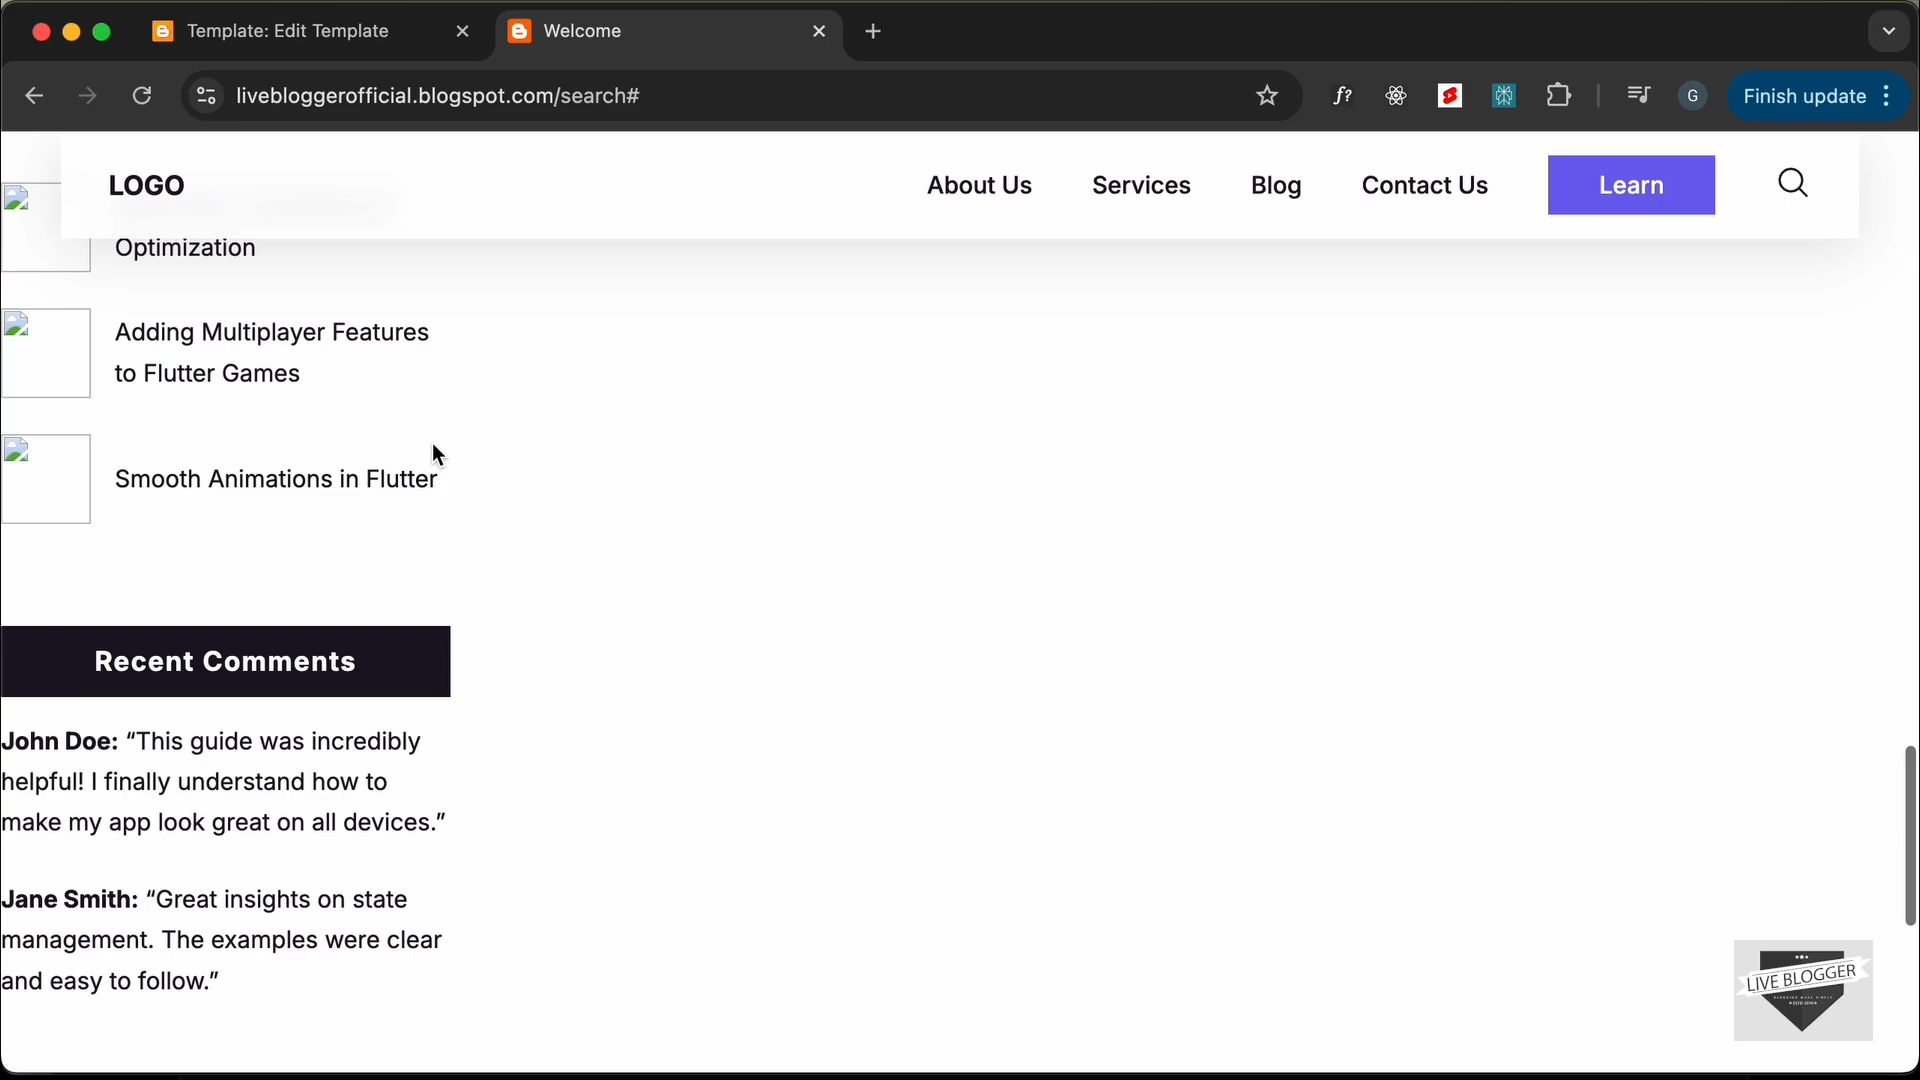 Template: Edit Template
Welcome
livebloggerofficial.blogspot.com/search#
f?
G
Finish update
LOGO
About Us
Services
Blog
Contact Us
Learn
Optimization
Adding Multiplayer Features
to Flutter Games
Smooth Animations in Flutter
Recent Comments
John Doe: “This guide was incredibly
helpful! I finally understand how to
make my app look great on all devices.”
Jane Smith: “Great insights on state
management. The examples were clear
and easy to follow.”
LIVE BLOGGER